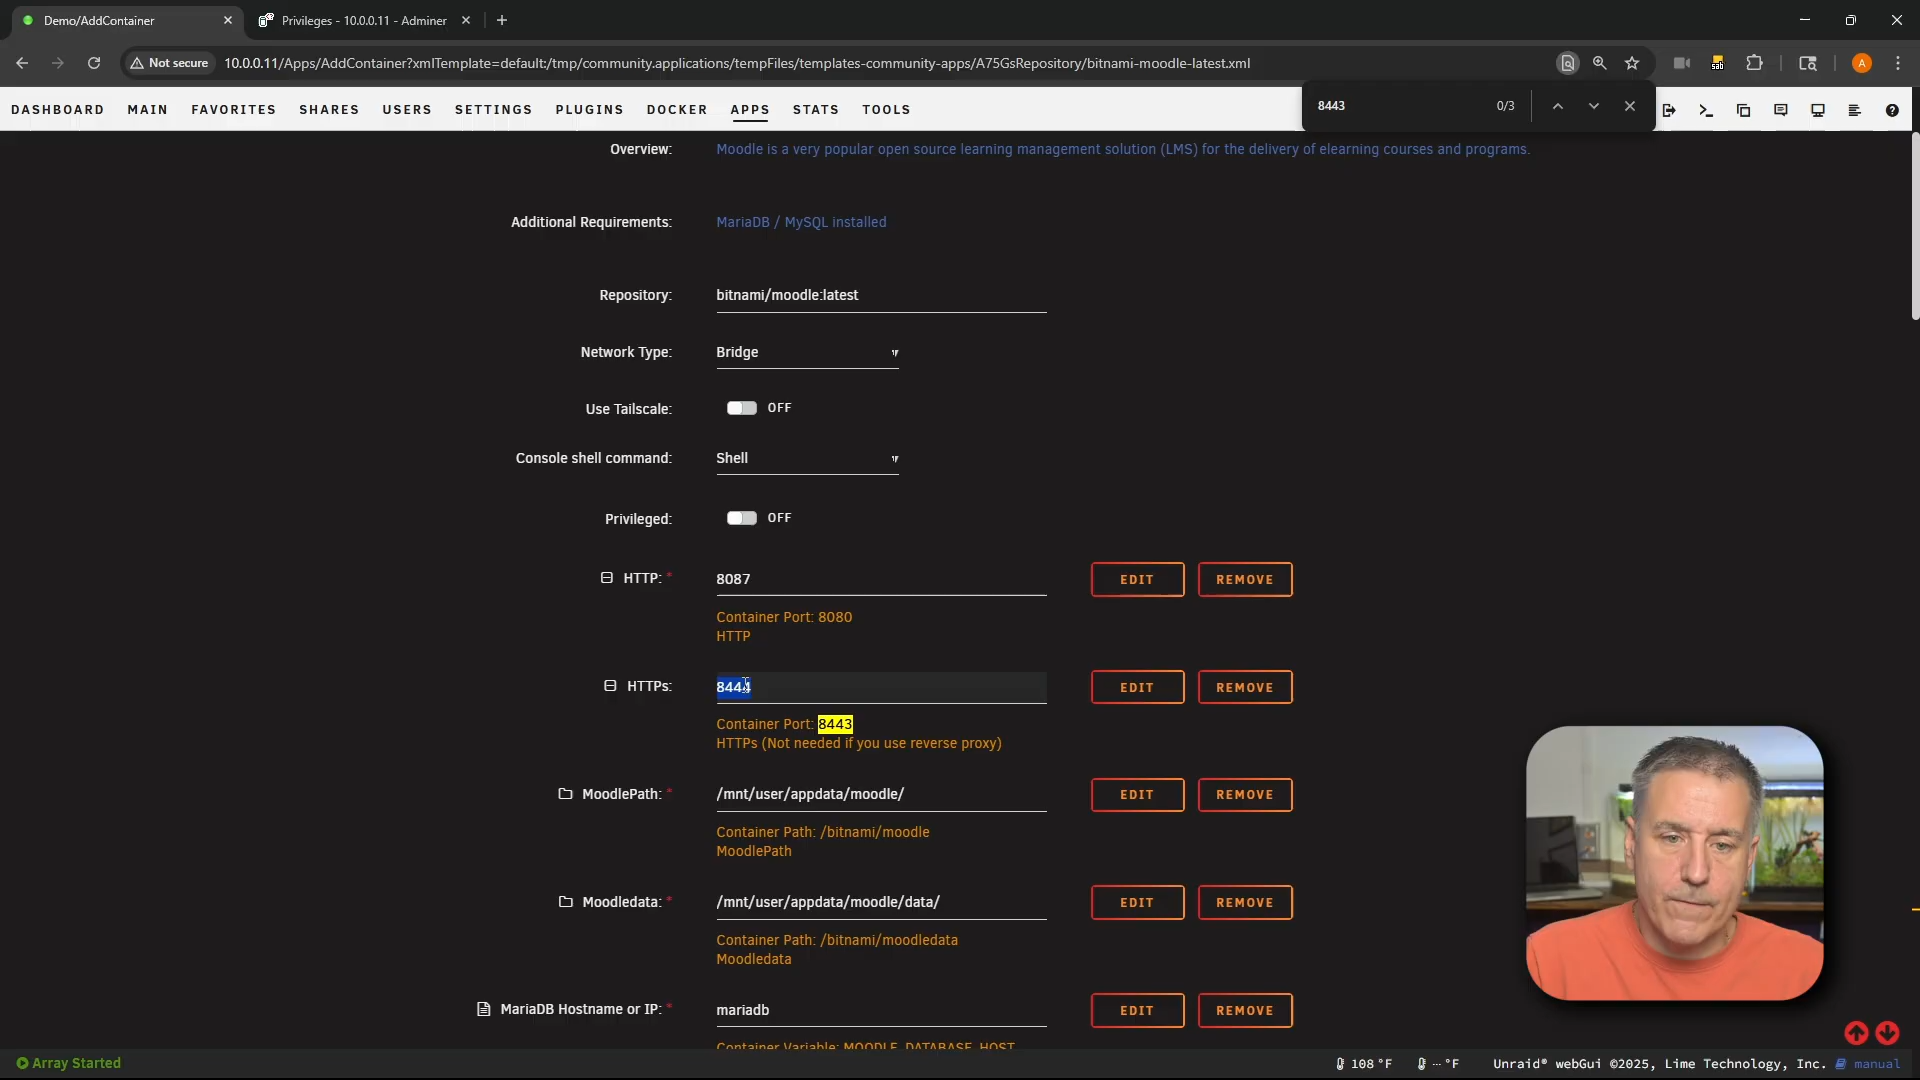 Demo/AddContainer
Privileges - 10.0.0.11 - Adminer
Not secure
10.0.0.11/Apps/AddContainer?xmlTemplate=default:/tmp/community.applications/tempFiles/templates-community-apps/A75GsRepository/bitnami-moodle-latest.xml
sab
A
DASHBOARD MAIN FAVORITES SHARES USERS SETTINGS PLUGINS DOCKER APPS STATS TOOLS
8443 0/3
Overview: Moodle is a very popular open source learning management solution (LMS) for the delivery of elearning courses and programs.
Additional Requirements: MariaDB / MySQL installed
Repository: bitnami/moodle:latest
Network Type: Bridge
Use Tailscale: OFF
Console shell command: Shell
Privileged: OFF
HTTP: * 8087 EDIT REMOVE
Container Port: 8080
HTTP
HTTPs: 8444 EDIT REMOVE
Container Port: 8443
HTTPs (Not needed if you use reverse proxy)
MoodlePath: * /mnt/user/appdata/moodle/ EDIT REMOVE
Container Path: /bitnami/moodle
MoodlePath
Moodledata: * /mnt/user/appdata/moodle/data/ EDIT REMOVE
Container Path: /bitnami/moodledata
Moodledata
MariaDB Hostname or IP: * mariadb EDIT REMOVE
Container Variable: MOODLE_DATABASE_HOST
Array Started
108 °F
-- °F
Unraid® webGui ©2025, Lime Technology, Inc. manual